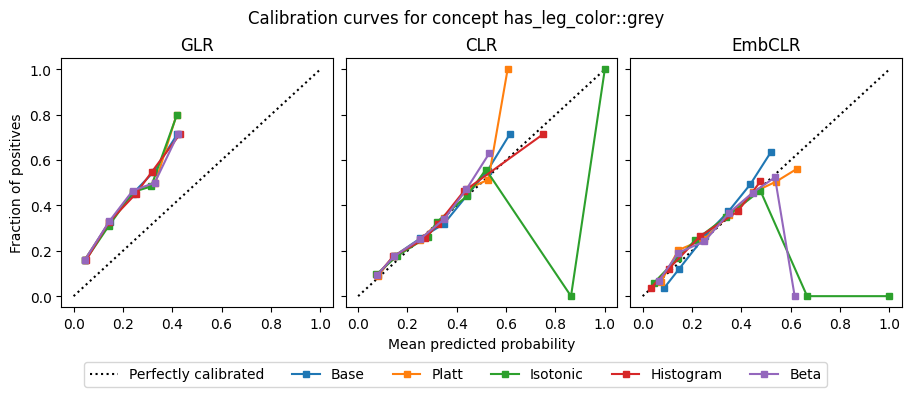 Calibration curves for concept has_leg_color::grey
GLR
CLR
EmbCLR
Fraction of positives
1.0
0.8
0.6
0.4
0.2
0.0
0.0 0.2 0.4 0.6 0.8 1.0
0.0 0.2 0.4 0.6 0.8 1.0
0.0 0.2 0.4 0.6 0.8 1.0
Mean predicted probability
Perfectly calibrated Base Platt Isotonic Histogram Beta